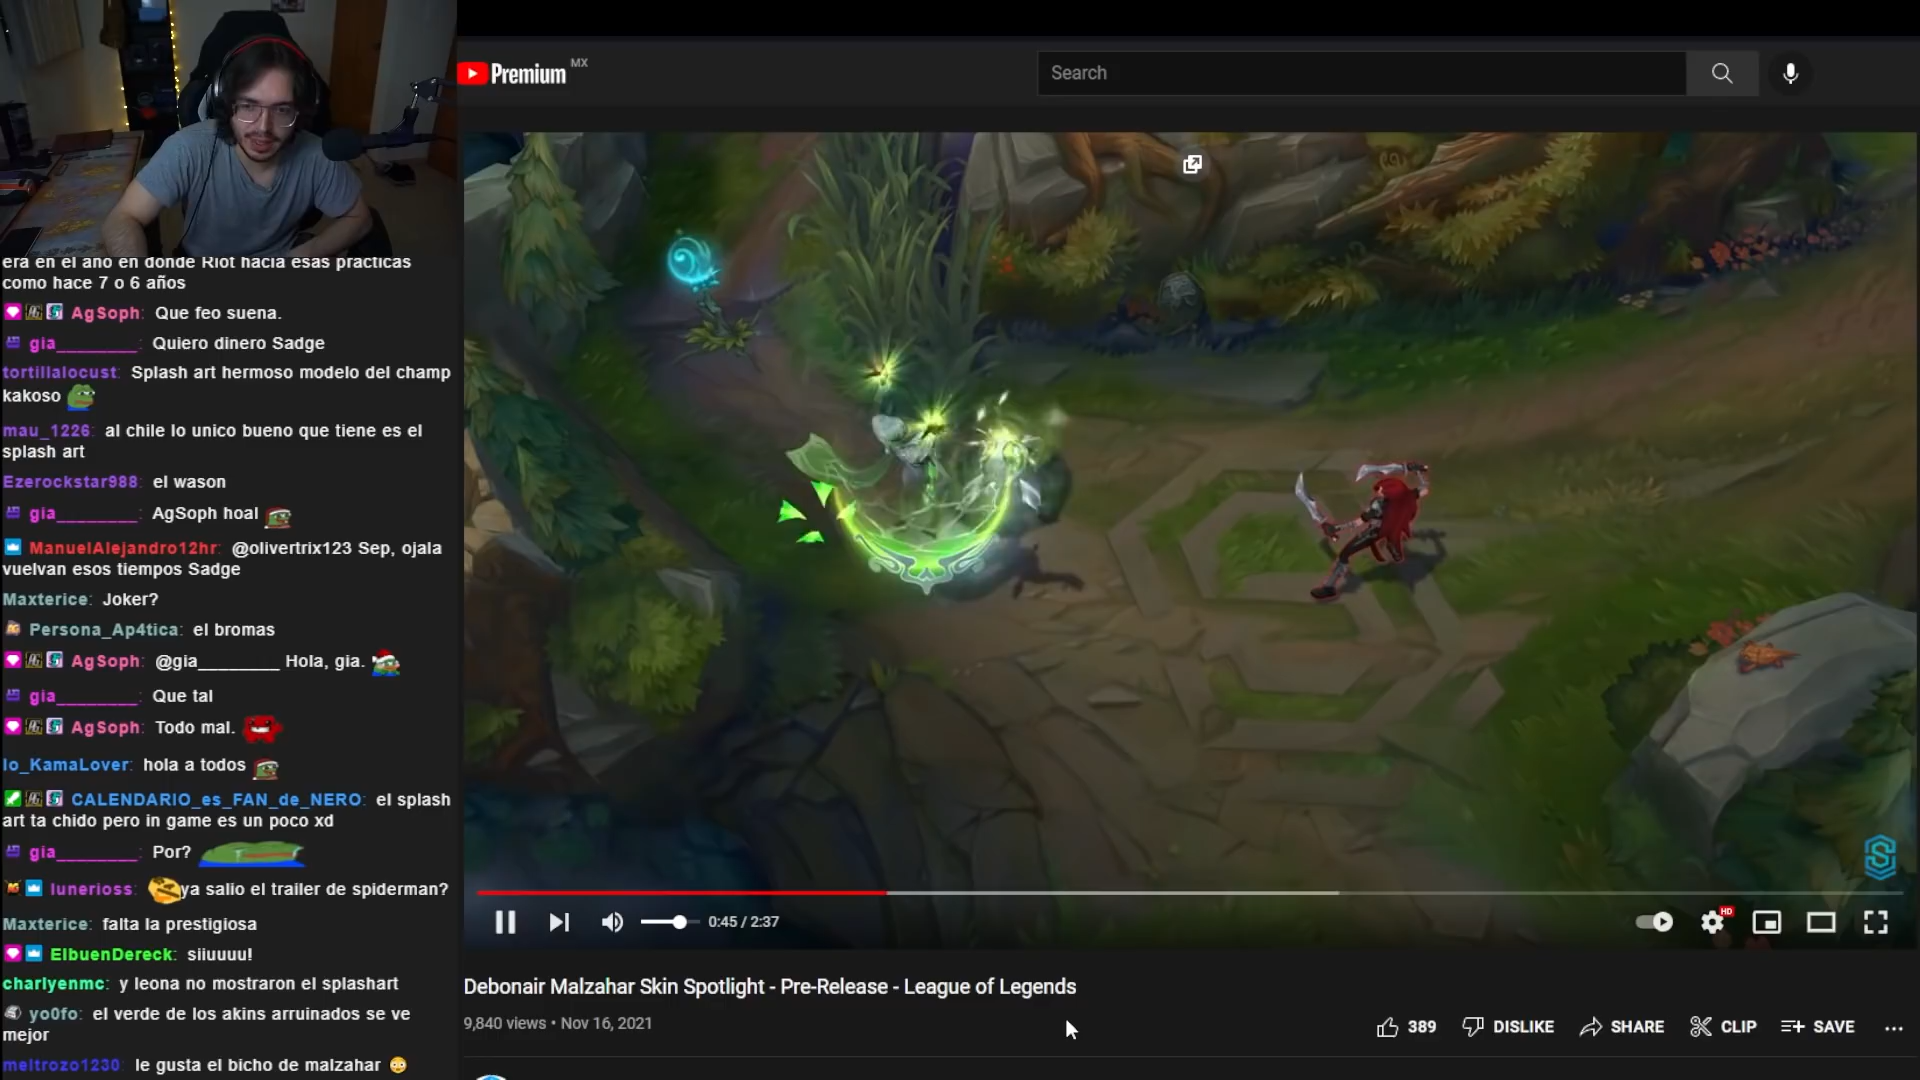 Premium MX
Search
era en el año en donde Riot hacia esas practicas
como hace 7 o 6 años
AgSoph: Que feo suena.
gia________: Quiero dinero Sadge
tortillalocust: Splash art hermoso modelo del champ
kakoso
mau_1226: al chile lo unico bueno que tiene es el
splash art
Ezerockstar988: el wason
gia________: AgSoph hoal
ManuelAlejandro12hr: @olivertrix123 Sep, ojala
vuelvan esos tiempos Sadge
Maxterice: Joker?
Persona_Ap4tica: el bromas
AgSoph: @gia________ Hola, gia.
gia________: Que tal
AgSoph: Todo mal.
lo_KamaLover: hola a todos
CALENDARIO_es_FAN_de_NERO: el splash
art ta chido pero in game es un poco xd
gia________: Por?
lunerioss: ya salio el trailer de spiderman?
Maxterice: falta la prestigiosa
ElbuenDereck: siiuuuu!
charlyenmc: y leona no mostraron el splashart
yo0fo: el verde de los akins arruinados se ve
mejor
meltrozo1230: le gusta el bicho de malzahar
0:45 / 2:37
HD
Debonair Malzahar Skin Spotlight - Pre-Release - League of Legends
9,840 views • Nov 16, 2021
389
DISLIKE
SHARE
CLIP
SAVE